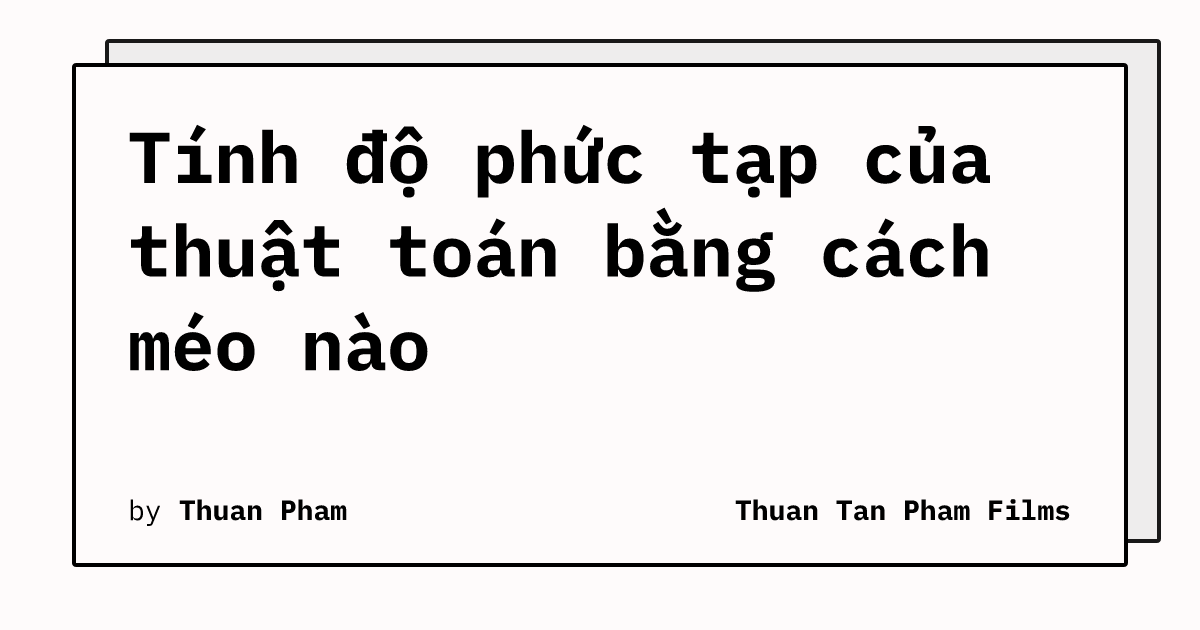 Tính độ phức tạp của
thuật toán bằng cách
méo nào
by Thuan Pham
Thuan Tan Pham Films